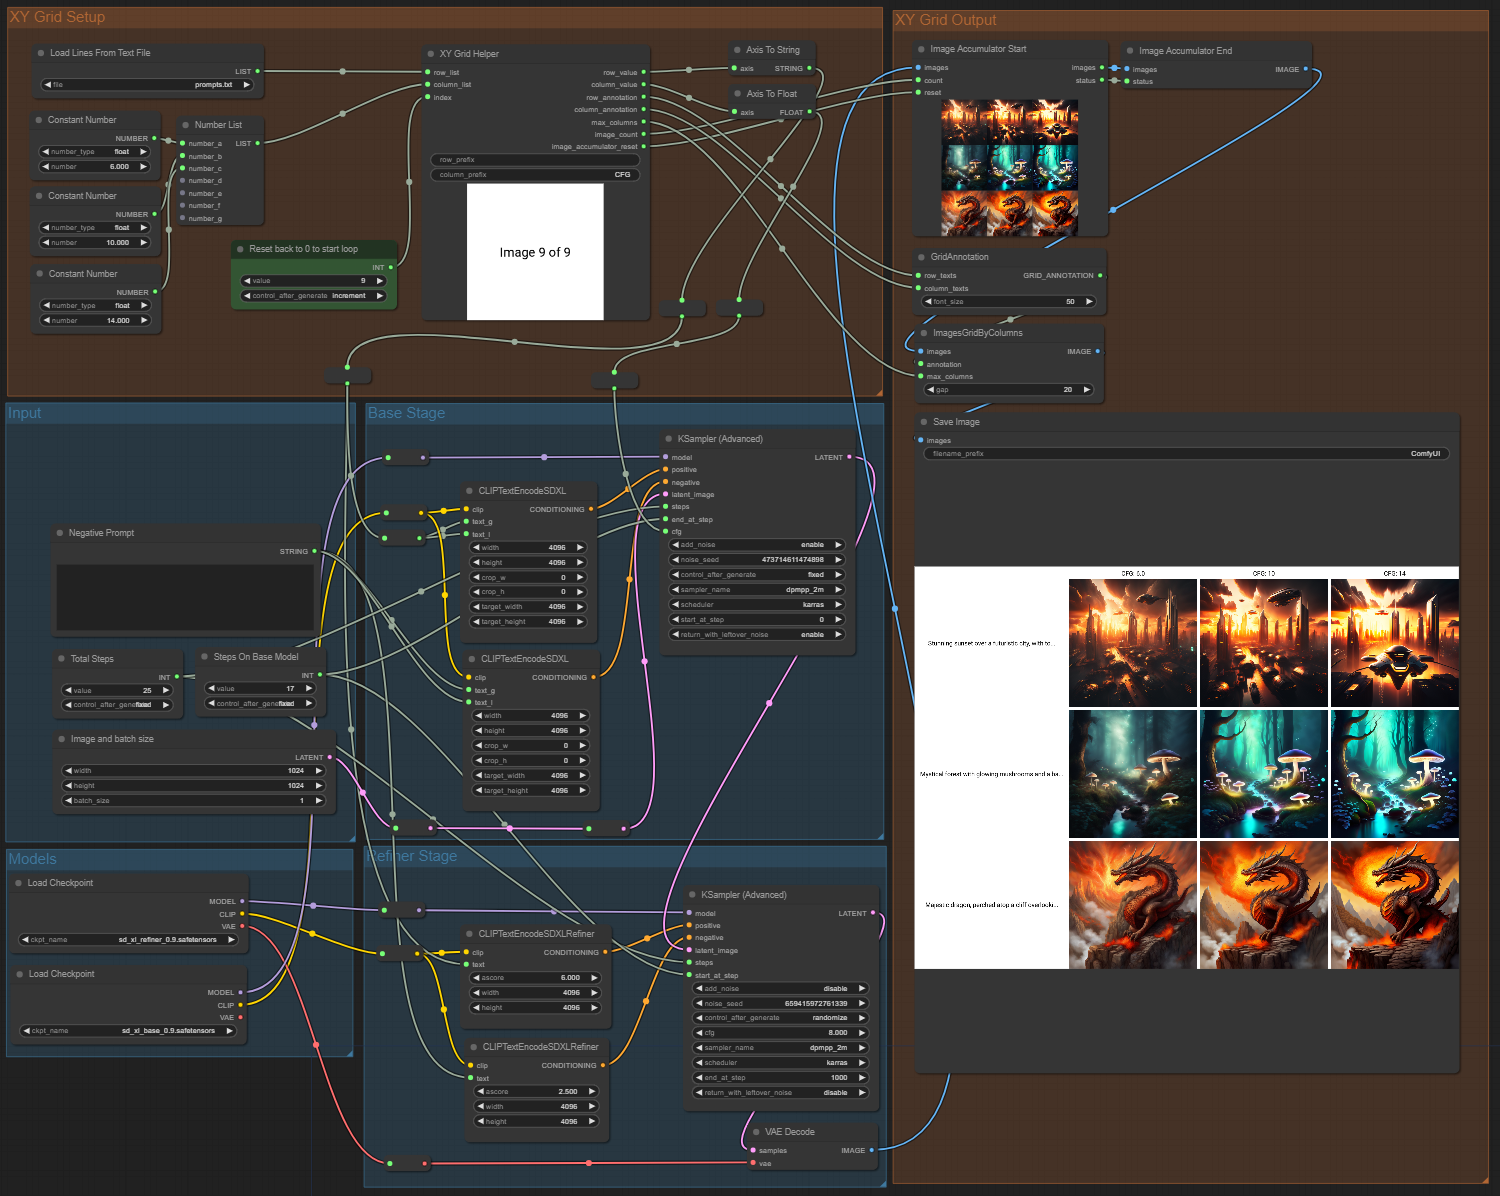 XY Grid Setup
Load Lines From Text File
LIST
file prompts.txt
Constant Number
NUMBER
number_type float
number 6.000
Constant Number
NUMBER
number_type float
number 10.000
Constant Number
NUMBER
number_type float
number 14.000
Number List
number_a LIST
number_b
number_c
number_d
number_e
number_f
number_g
Reset back to 0 to start loop
INT
value 9
control_after_generate increment
XY Grid Helper
row_list row_value
column_list column_value
index row_annotation
column_annotation
max_columns
image_count
image_accumulator_reset
row_prefix
column_prefix CFG
Image 9 of 9
Axis To String
axis STRING
Axis To Float
axis FLOAT
XY Grid Output
Image Accumulator Start
images images
count status
reset
Image Accumulator End
images IMAGE
status
GridAnnotation
row_texts GRID_ANNOTATION
column_texts
font_size 50
ImagesGridByColumns
images IMAGE
annotation
max_columns
gap 20
Save Image
images
filename_prefix ComfyUI
CFG: 6.0 CFG: 10 CFG: 14
Stunning sunset over a futuristic city, with to...
Mystical forest with glowing mushrooms and a ba...
Majestic dragon, perched atop a cliff overlooki...
Input
Negative Prompt
STRING
Total Steps
INT
value 25
control_after_gene fixed
Steps On Base Model
INT
value 17
control_after_gene fixed
Image and batch size
LATENT
width 1024
height 1024
batch_size 1
Base Stage
CLIPTextEncodeSDXL
clip CONDITIONING
text_g
text_l
width 4096
height 4096
crop_w 0
crop_h 0
target_width 4096
target_height 4096
CLIPTextEncodeSDXL
clip CONDITIONING
text_g
text_l
width 4096
height 4096
crop_w 0
crop_h 0
target_width 4096
target_height 4096
KSampler (Advanced)
model LATENT
positive
negative
latent_image
steps
end_at_step
cfg
add_noise enable
noise_seed 473714611474898
control_after_generate fixed
sampler_name dpmpp_2m
scheduler karras
start_at_step 0
return_with_leftover_noise enable
Models
Load Checkpoint
MODEL
CLIP
VAE
ckpt_name sd_xl_refiner_0.9.safetensors
Load Checkpoint
MODEL
CLIP
VAE
ckpt_name sd_xl_base_0.9.safetensors
Refiner Stage
CLIPTextEncodeSDXLRefiner
clip CONDITIONING
text
ascore 6.000
width 4096
height 4096
CLIPTextEncodeSDXLRefiner
clip CONDITIONING
text
ascore 2.500
width 4096
height 4096
KSampler (Advanced)
model LATENT
positive
negative
latent_image
steps
start_at_step
add_noise disable
noise_seed 659415972761339
control_after_generate randomize
cfg 8.000
sampler_name dpmpp_2m
scheduler karras
end_at_step 1000
return_with_leftover_noise disable
VAE Decode
samples IMAGE
vae